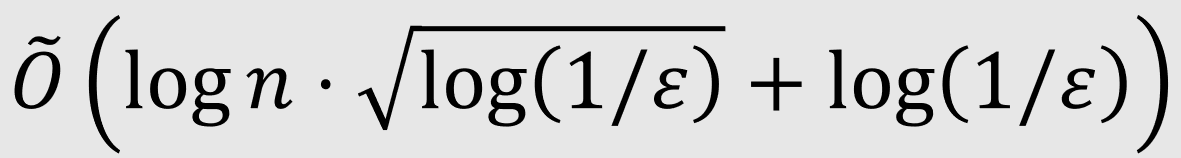 Õ(log n · √log(1/ε) + log(1/ε))